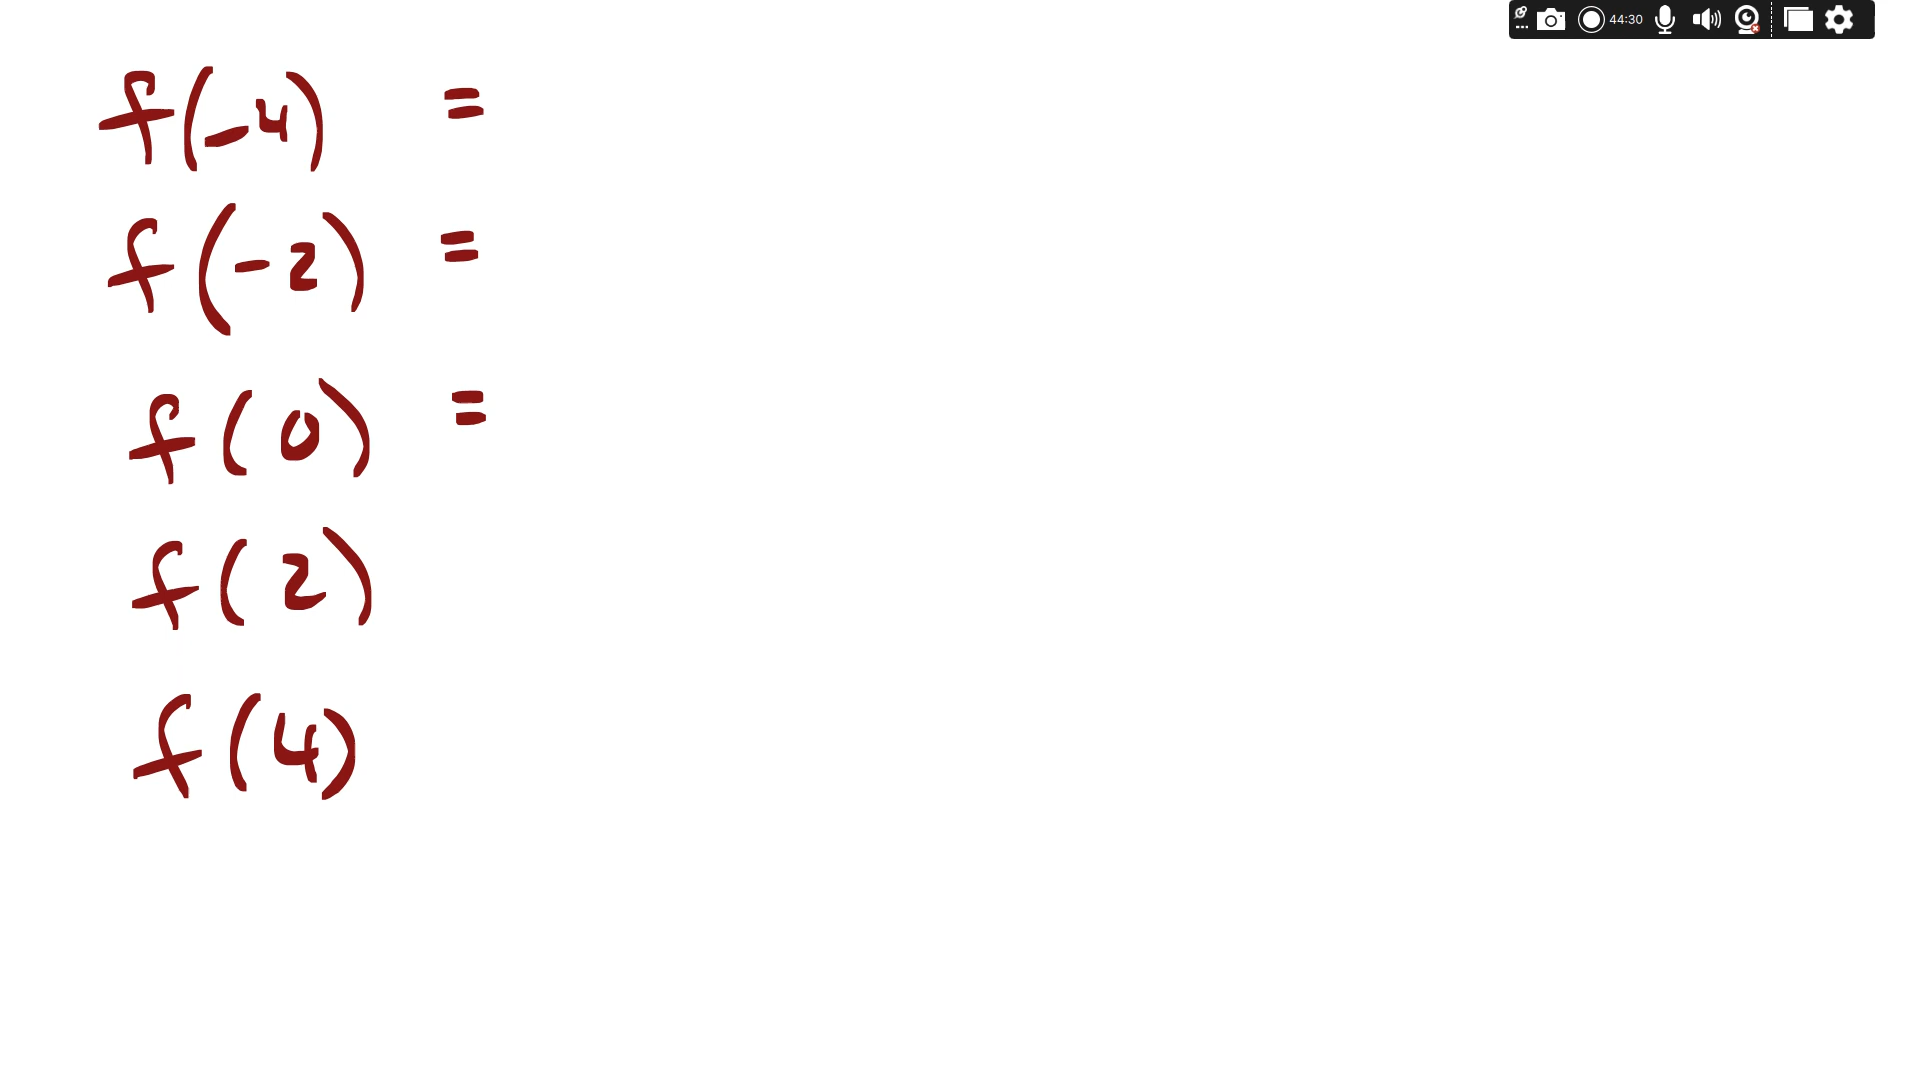 44:30
f(-4) =
f(-2) =
f(0) =
f(2)
f(4)